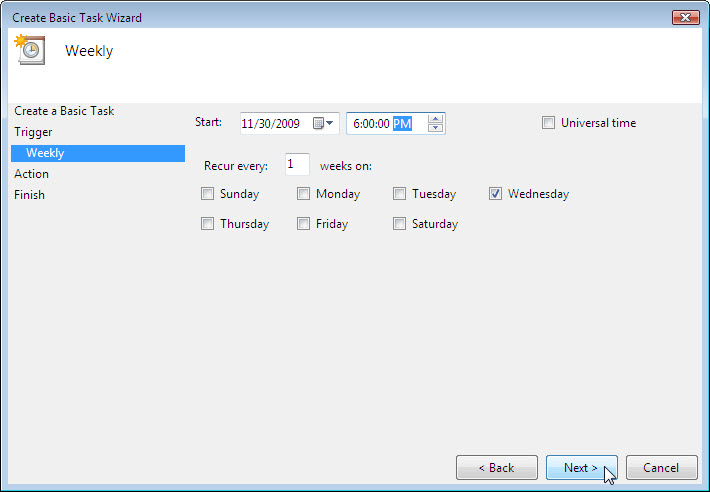 Create Basic Task Wizard
Weekly
Create a Basic Task
Trigger
Weekly
Action
Finish
Start: 11/30/2009 6:00:00 PM Universal time
Recur every: 1 weeks on:
Sunday Monday Tuesday Wednesday
Thursday Friday Saturday
< Back Next > Cancel